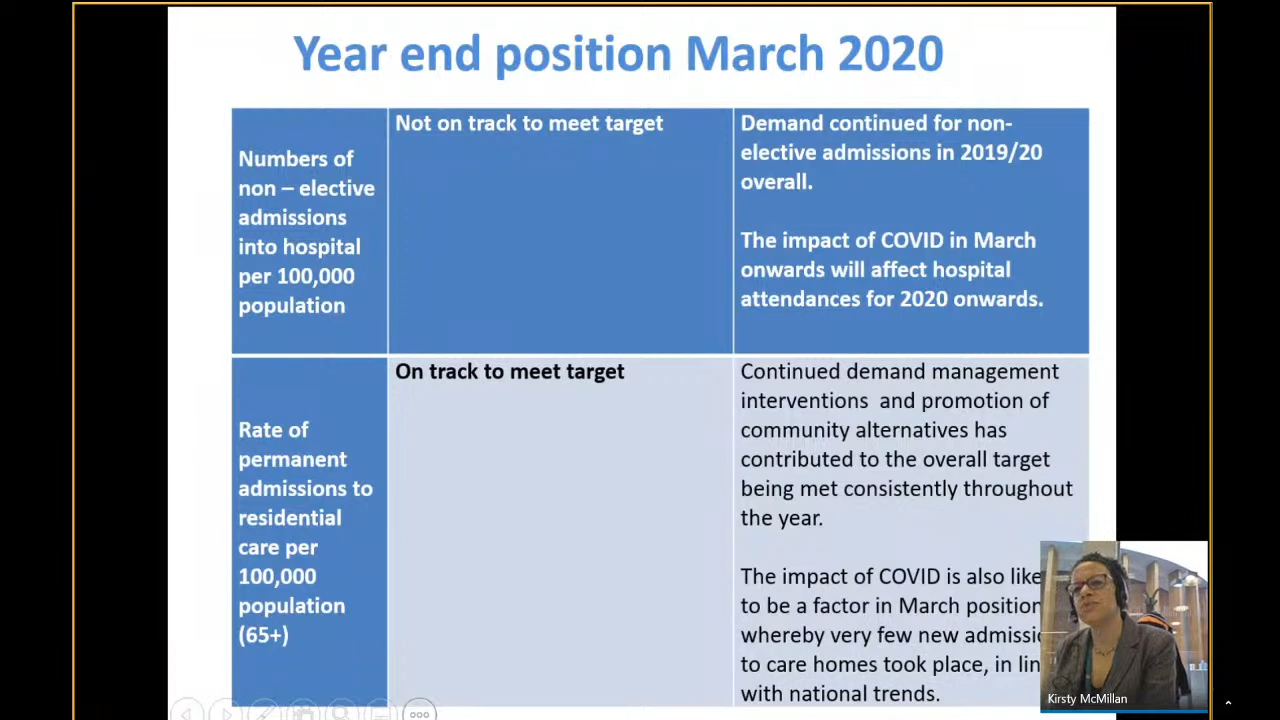 Year end position March 2020
Numbers of
non – elective
admissions
into hospital
per 100,000
population
Not on track to meet target
Demand continued for non-
elective admissions in 2019/20
overall.
The impact of COVID in March
onwards will affect hospital
attendances for 2020 onwards.
Rate of
permanent
admissions to
residential
care per
100,000
population
(65+)
On track to meet target
Continued demand management
interventions and promotion of
community alternatives has
contributed to the overall target
being met consistently throughout
the year.
The impact of COVID is also
to be a factor in March position
whereby very few new
to care homes took place, in
with national trends.
Kirsty McMillan